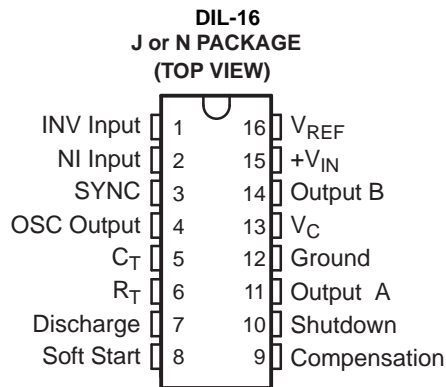 DIL-16
J or N PACKAGE
(TOP VIEW)
INV Input 1 16 VREF
NI Input 2 15 +VIN
SYNC 3 14 Output B
OSC Output 4 13 VC
CT 5 12 Ground
RT 6 11 Output A
Discharge 7 10 Shutdown
Soft Start 8 9 Compensation